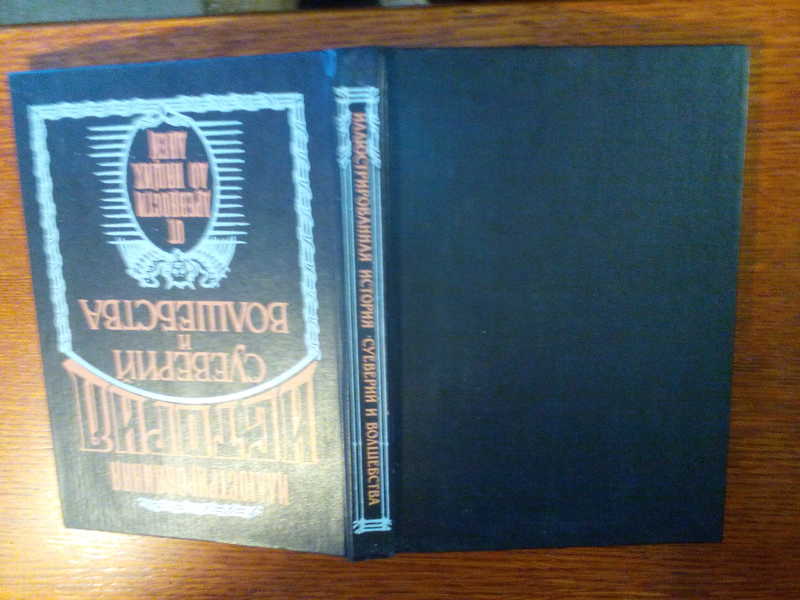 ИЛЛЮСТРИРОВАННАЯ
ИСТОРИЯ
СУЕВЕРИЙ
И
ВОЛШЕБСТВА
ОТ
ДРЕВНОСТИ
ДО НАШИХ
ДНЕЙ
ИЛЛЮСТРИРОВАННАЯ ИСТОРИЯ СУЕВЕРИЙ И ВОЛШЕБСТВА